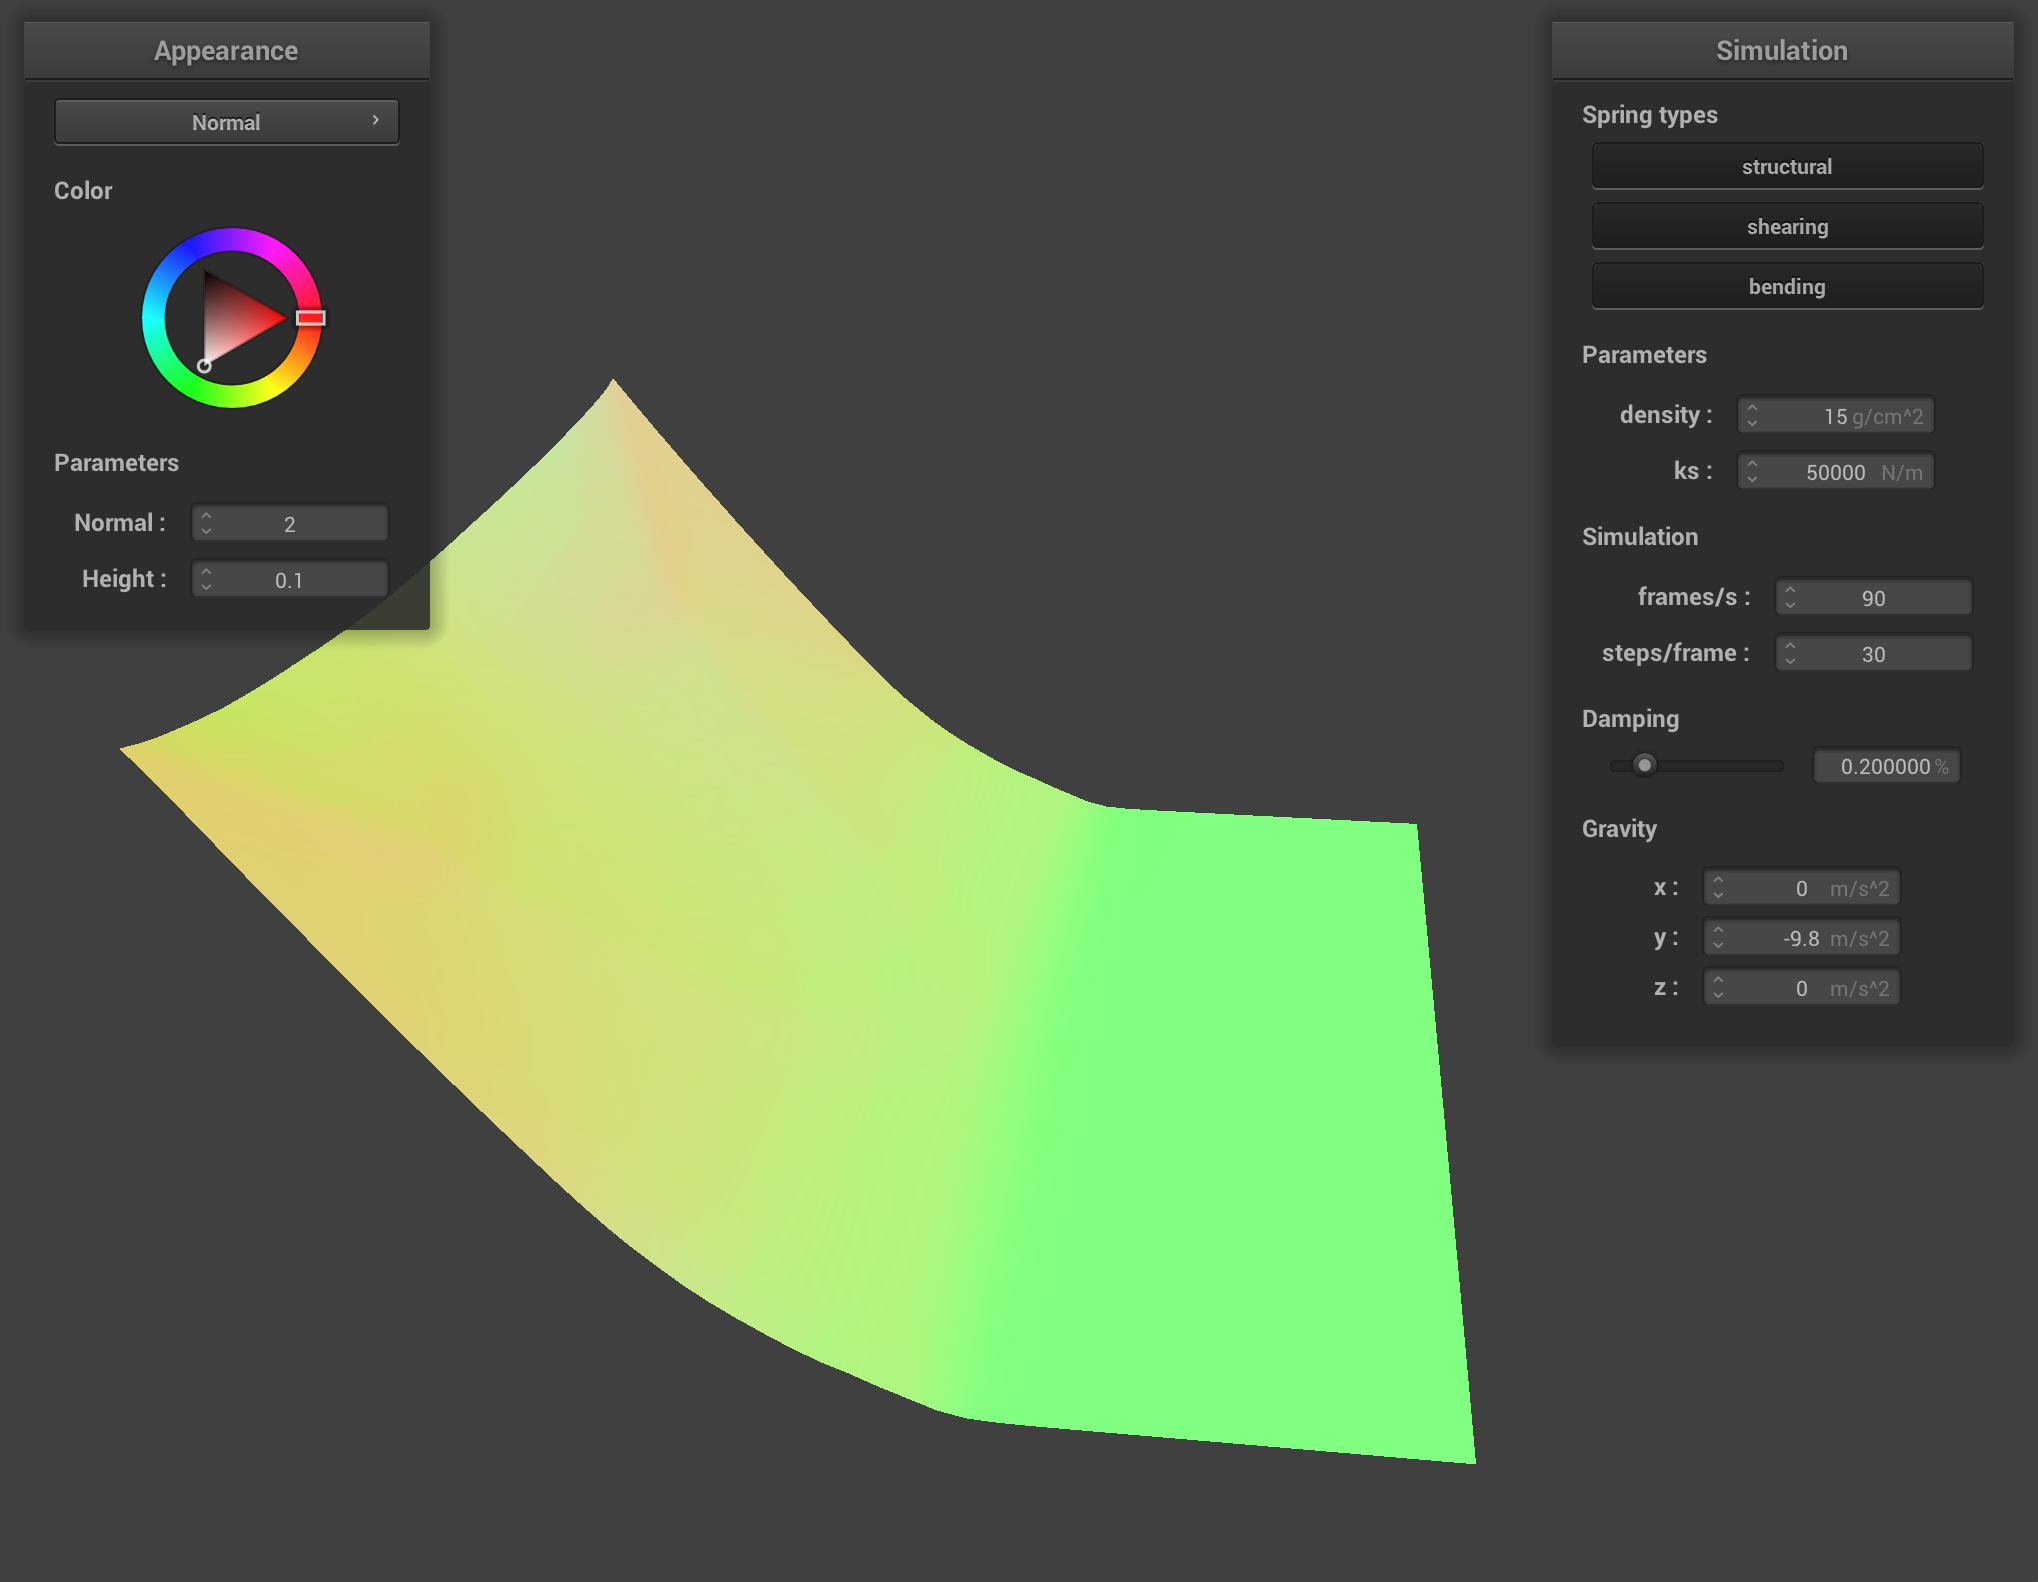 Appearance
Normal
Color
Parameters
Normal : 2
Height : 0.1
Simulation
Spring types
structural
shearing
bending
Parameters
density : 15 g/cm^2
ks : 50000 N/m
Simulation
frames/s : 90
steps/frame : 30
Damping
0.200000 %
Gravity
x : 0 m/s^2
y : -9.8 m/s^2
z : 0 m/s^2